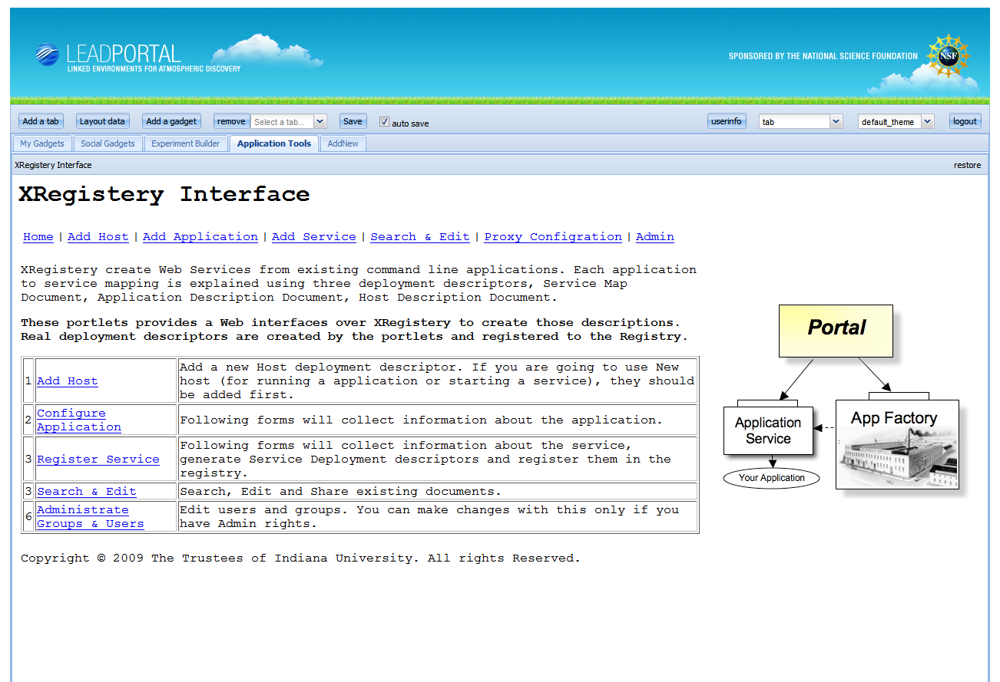 LEADPORTAL
LINKED ENVIRONMENTS FOR ATMOSPHERIC DISCOVERY
SPONSORED BY THE NATIONAL SCIENCE FOUNDATION
NSF
Add a tab Layout data Add a gadget remove Select a tab... Save auto save userinfo tab default_theme logout
My Gadgets Social Gadgets Experiment Builder Application Tools AddNew
XRegistery Interface restore
XRegistery Interface
Home | Add Host | Add Application | Add Service | Search & Edit | Proxy Configration | Admin
XRegistery create Web Services from existing command line applications. Each application
to service mapping is explained using three deployment descriptors, Service Map
Document, Application Description Document, Host Description Document.
These portlets provides a Web interfaces over XRegistery to create those descriptions.
Real deployment descriptors are created by the portlets and registered to the Registry.
1 Add Host
Add a new Host deployment descriptor. If you are going to use New
host (for running a application or starting a service), they should
be added first.
2 Configure
Application
Following forms will collect information about the application.
3 Register Service
Following forms will collect information about the service,
generate Service Deployment descriptors and register them in the
registry.
3 Search & Edit Search, Edit and Share existing documents.
6 Administrate
Groups & Users
Edit users and groups. You can make changes with this only if you
have Admin rights.
Portal
Application
Service
App Factory
Your Application
Copyright © 2009 The Trustees of Indiana University. All rights Reserved.